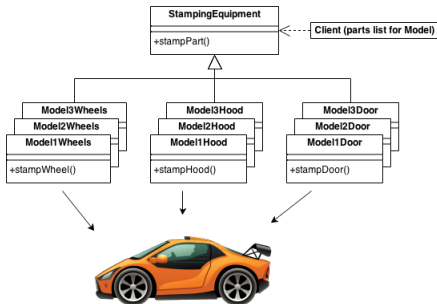 StampingEquipment
+stampPart()
Client (parts list for Model)
Model3Wheels
Model2Wheels
Model1Wheels
+stampWheel()
Model3Hood
Model2Hood
Model1Hood
+stampHood()
Model3Door
Model2Door
Model1Door
+stampDoor()